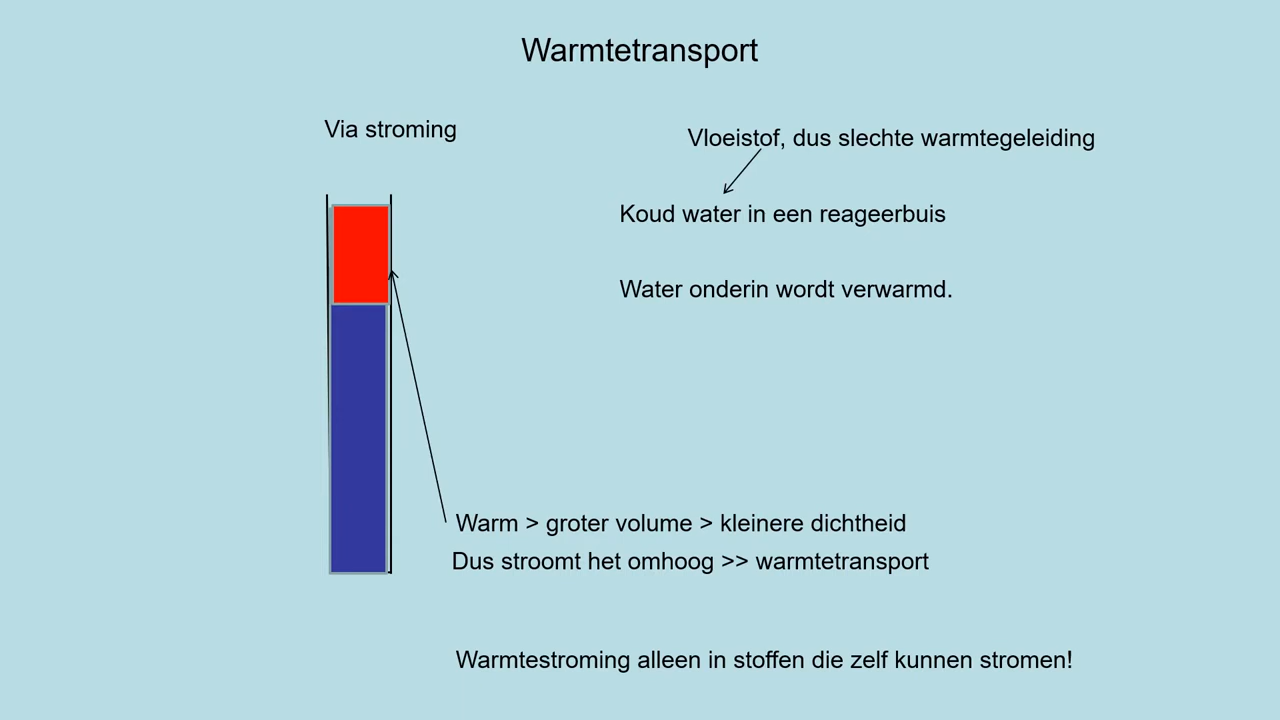 Warmtetransport
Via stroming
Vloeistof, dus slechte warmtegeleiding
Koud water in een reageerbuis
Water onderin wordt verwarmd.
Warm > groter volume > kleinere dichtheid
Dus stroomt het omhoog >> warmtetransport
Warmtestroming alleen in stoffen die zelf kunnen stromen!